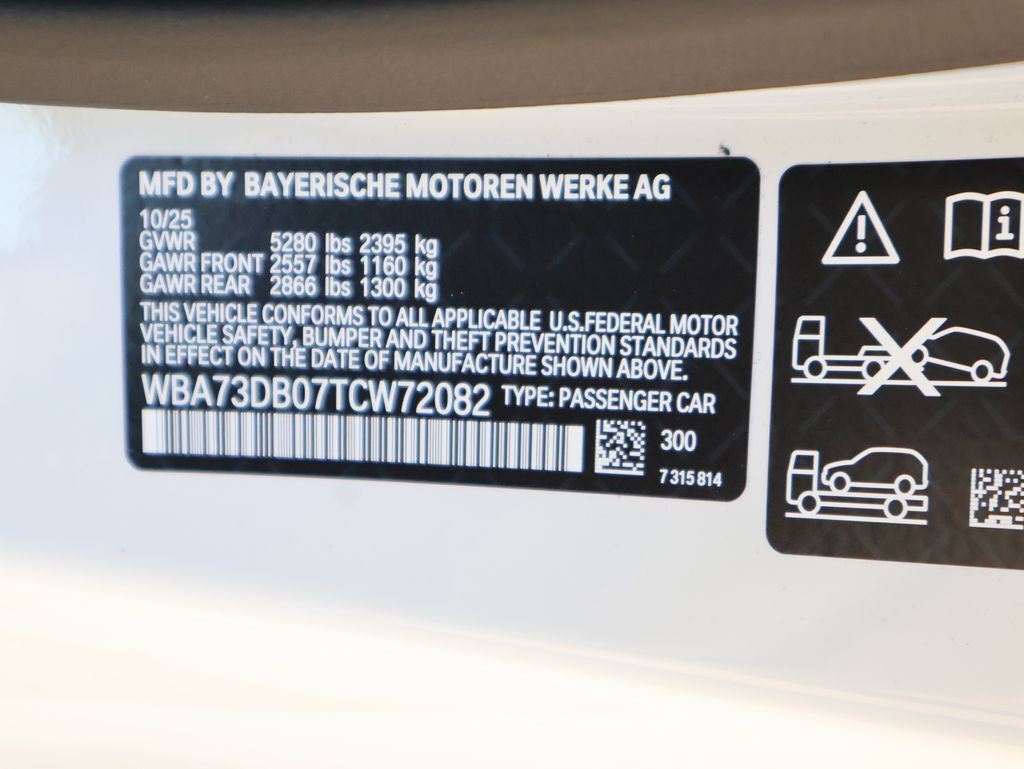 MFD BY BAYERISCHE MOTOREN WERKE AG
10/25
GVWR 5280 lbs 2395 kg
GAWR FRONT 2557 lbs 1160 kg
GAWR REAR 2866 lbs 1300 kg
THIS VEHICLE CONFORMS TO ALL APPLICABLE U.S.FEDERAL MOTOR
VEHICLE SAFETY, BUMPER AND THEFT PREVENTION STANDARDS
IN EFFECT ON THE DATE OF MANUFACTURE SHOWN ABOVE.
WBA73DB07TCW72082 TYPE: PASSENGER CAR
300
7 315 814